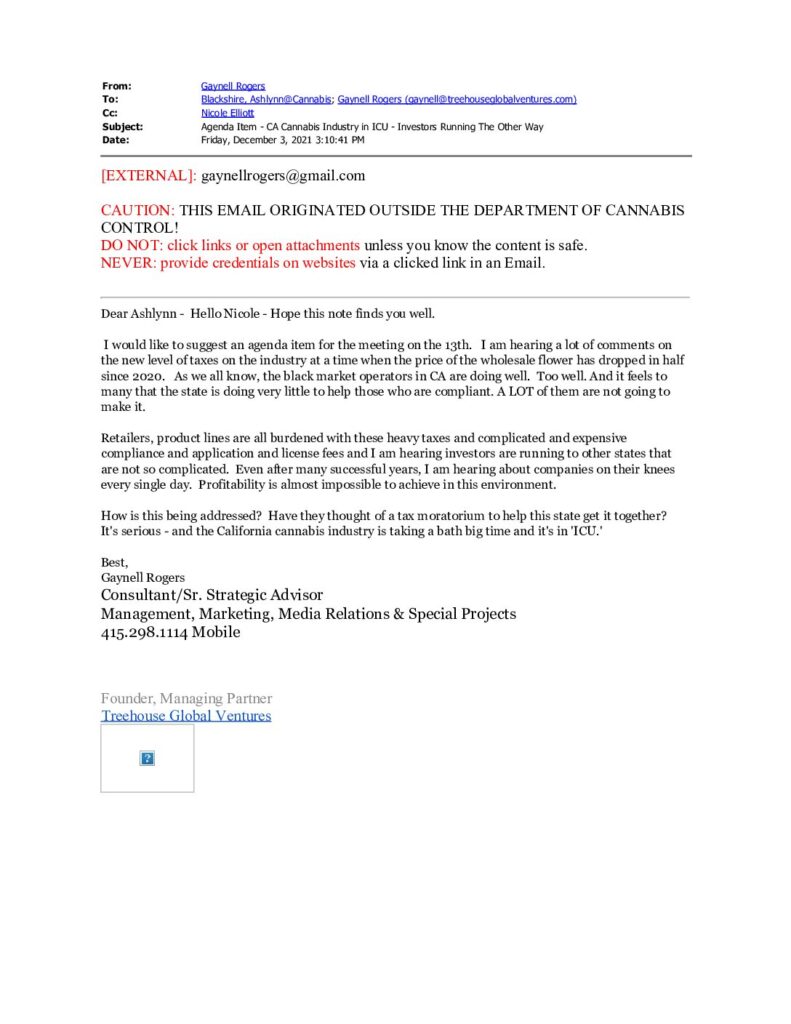 From: Gaynell Rogers
To: Blackshire, Ashlynn@Cannabis; Gaynell Rogers (gaynell@treehouseglobalventures.com)
Cc: Nicole Elliott
Subject: Agenda Item - CA Cannabis Industry in ICU - Investors Running The Other Way
Date: Friday, December 3, 2021 3:10:41 PM
[EXTERNAL]: gaynellrogers@gmail.com
CAUTION: THIS EMAIL ORIGINATED OUTSIDE THE DEPARTMENT OF CANNABIS
CONTROL!
DO NOT: click links or open attachments unless you know the content is safe.
NEVER: provide credentials on websites via a clicked link in an Email.
Dear Ashlynn - Hello Nicole - Hope this note finds you well.
I would like to suggest an agenda item for the meeting on the 13th. I am hearing a lot of comments on
the new level of taxes on the industry at a time when the price of the wholesale flower has dropped in half
since 2020. As we all know, the black market operators in CA are doing well. Too well. And it feels to
many that the state is doing very little to help those who are compliant. A LOT of them are not going to
make it.
Retailers, product lines are all burdened with these heavy taxes and complicated and expensive
compliance and application and license fees and I am hearing investors are running to other states that
are not so complicated. Even after many successful years, I am hearing about companies on their knees
every single day. Profitability is almost impossible to achieve in this environment.
How is this being addressed? Have they thought of a tax moratorium to help this state get it together?
It's serious - and the California cannabis industry is taking a bath big time and it's in 'ICU.'
Best,
Gaynell Rogers
Consultant/Sr. Strategic Advisor
Management, Marketing, Media Relations & Special Projects
415.298.1114 Mobile
Founder, Managing Partner
Treehouse Global Ventures
?